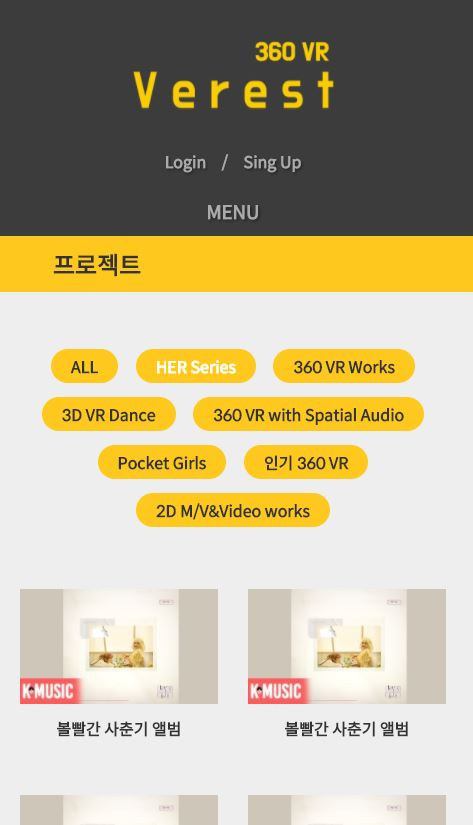 360 VR
Verest
Login / Sing Up
MENU
프로젝트
ALL HER Series 360 VR Works
3D VR Dance 360 VR with Spatial Audio
Pocket Girls 인기 360 VR
2D M/V&Video works
K-MUSIC K-MUSIC
볼빨간 사춘기 앨범 볼빨간 사춘기 앨범